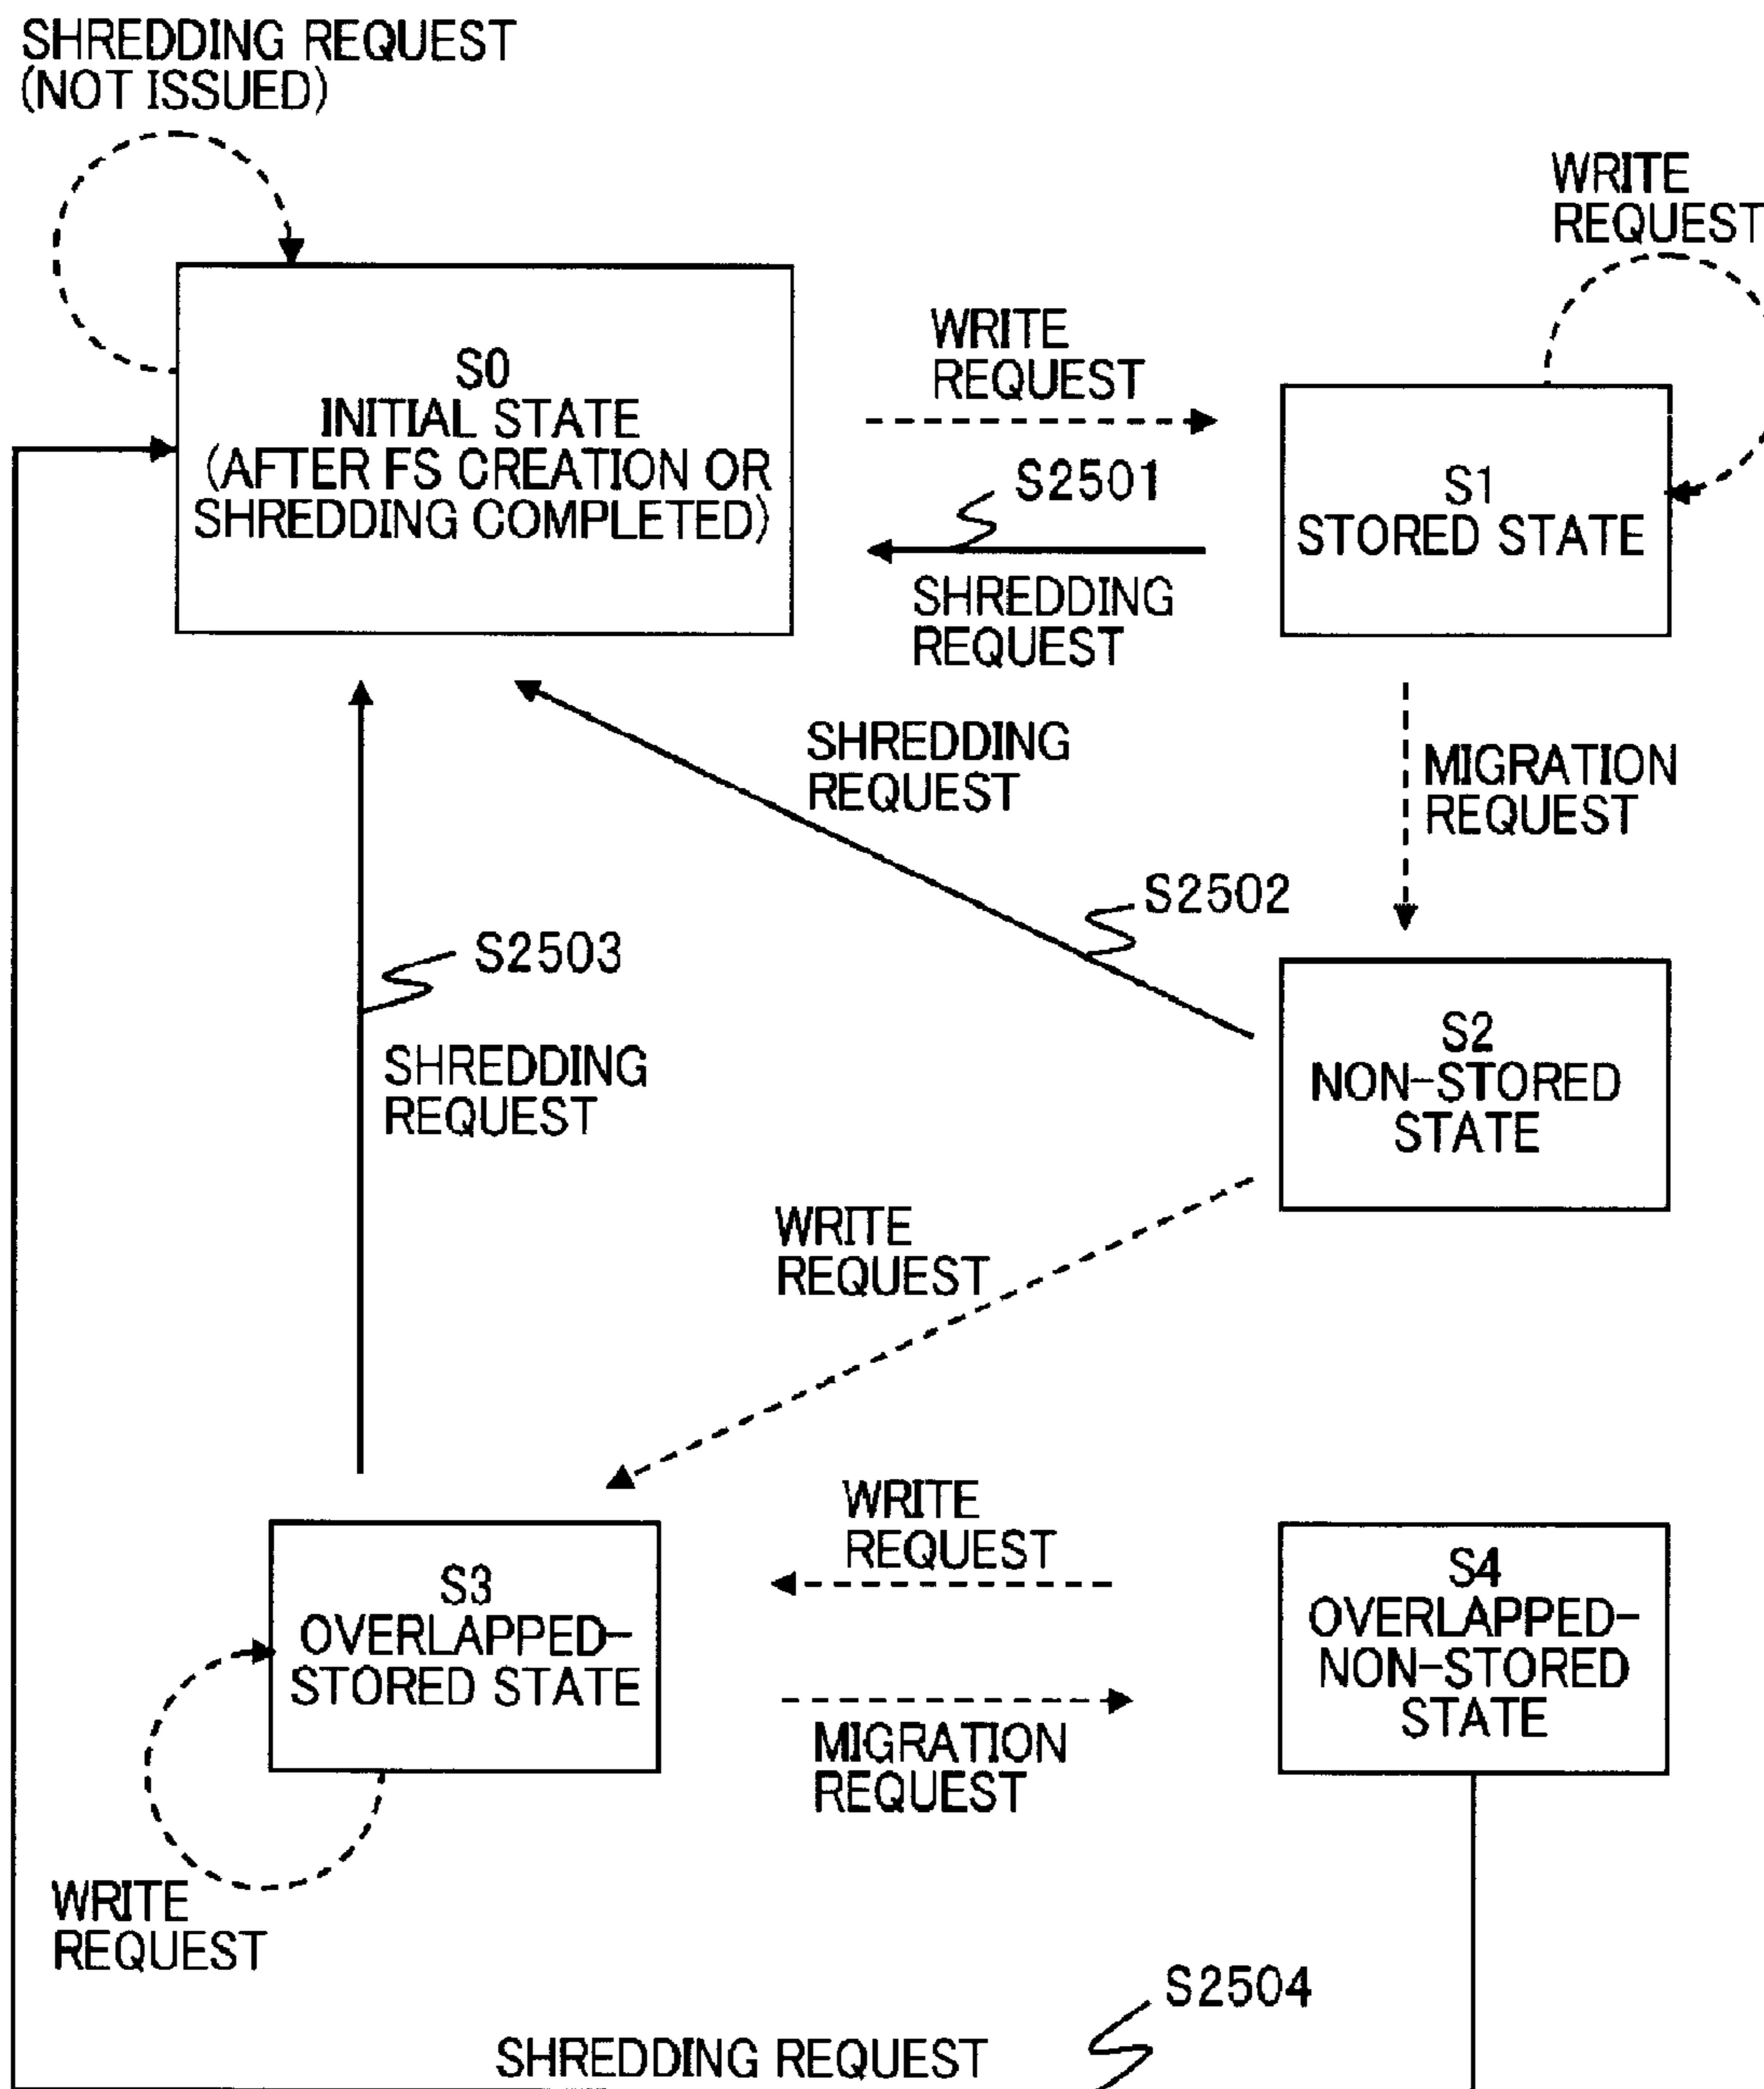 SHREDDING REQUEST
(NOT ISSUED)
WRITE
REQUEST
S0
INITIAL STATE
(AFTER FS CREATION OR
SHREDDING COMPLETED)
WRITE
REQUEST
S2501
SHREDDING
REQUEST
S1
STORED STATE
SHREDDING
REQUEST
MIGRATION
REQUEST
S2502
S2503
SHREDDING
REQUEST
S2
NON-STORED
STATE
WRITE
REQUEST
WRITE
REQUEST
S3
OVERLAPPED-
STORED STATE
S4
OVERLAPPED-
NON-STORED
STATE
MIGRATION
REQUEST
WRITE
REQUEST
S2504
SHREDDING REQUEST